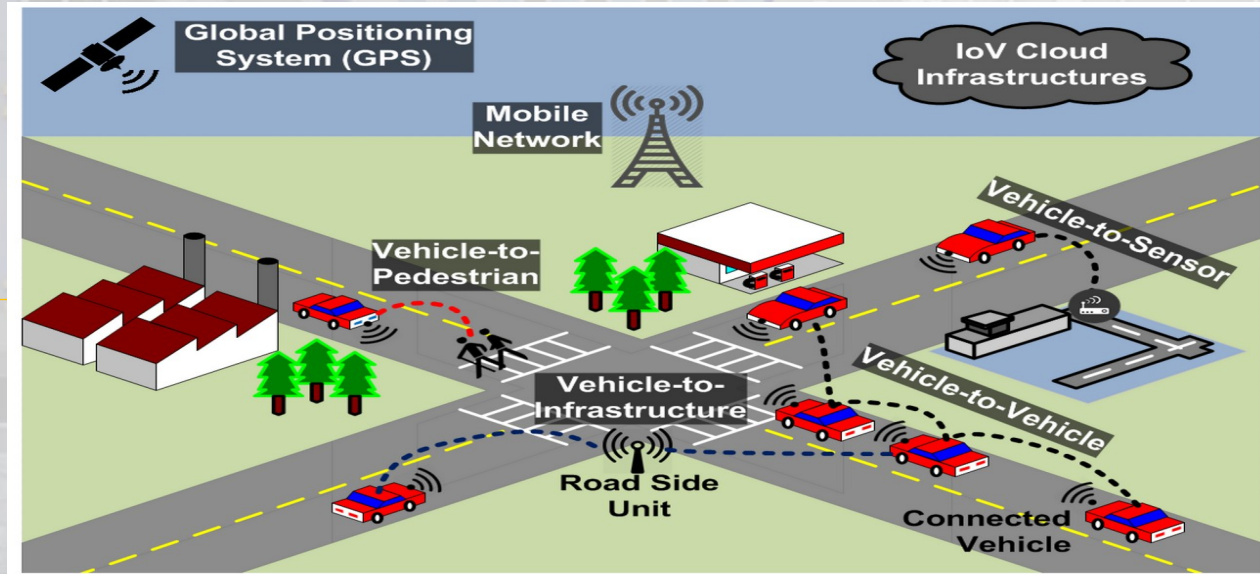 Global Positioning
System (GPS)
IoV Cloud
Infrastructures
Mobile
Network
Vehicle-to-Sensor
Vehicle-to-
Pedestrian
Vehicle-to-
Infrastructure
Vehicle-to-Vehicle
Road Side
Unit
Connected
Vehicle